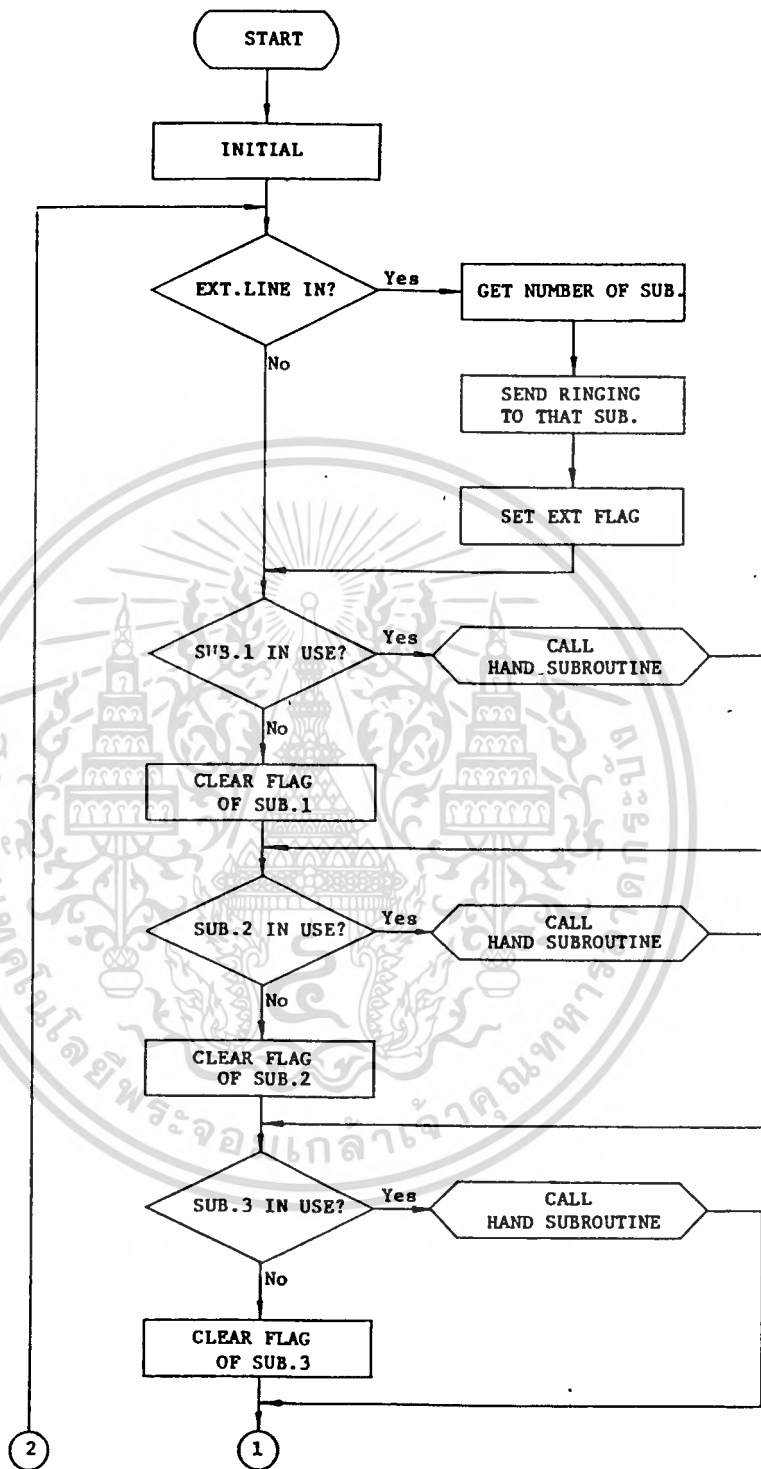 START
INITIAL
EXT.LINE IN?
Yes
GET NUMBER OF SUB.
No
SEND RINGING
TO THAT SUB.
SET EXT FLAG
SUB.1 IN USE?
Yes
CALL
HAND SUBROUTINE
No
CLEAR FLAG
OF SUB.1
SUB.2 IN USE?
Yes
CALL
HAND SUBROUTINE
No
CLEAR FLAG
OF SUB.2
SUB.3 IN USE?
Yes
CALL
HAND SUBROUTINE
No
CLEAR FLAG
OF SUB.3
2
1